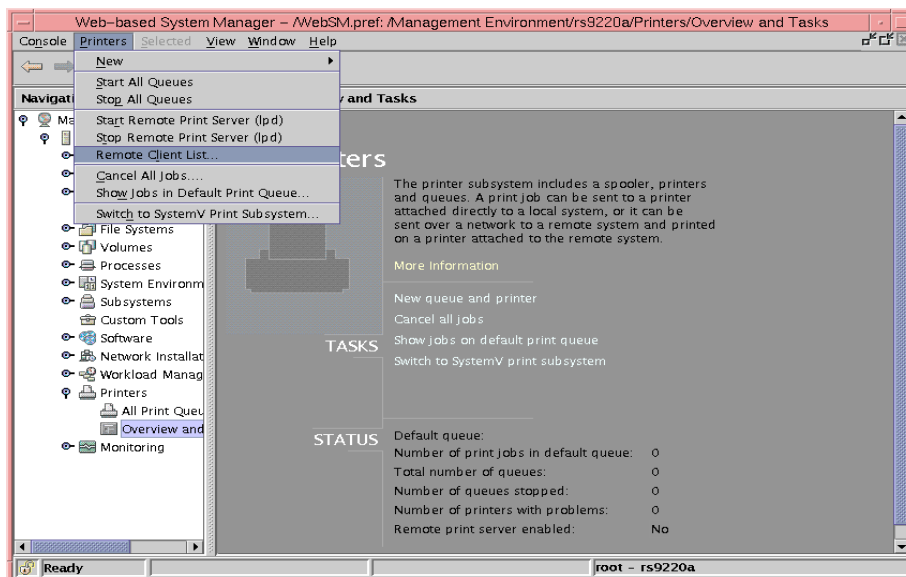 Web-based System Manager - /WebSM.pref: /Management Environment/rs9220a/Printers/Overview and Tasks
Console Printers Selected View Window Help
New
Start All Queues
Stop All Queues
Start Remote Print Server (lpd)
Stop Remote Print Server (lpd)
Remote Client List...
Cancel All Jobs....
Show Jobs in Default Print Queue...
Switch to SystemV Print Subsystem...
Navigati
and Tasks
Ma
File Systems
Volumes
Processes
System Environm
Subsystems
Custom Tools
Software
Network Installat
Workload Manag
Printers
All Print Queu
Overview and
Monitoring
ters
The printer subsystem includes a spooler, printers
and queues. A print job can be sent to a printer
attached directly to a local system, or it can be
sent over a network to a remote system and printed
on a printer attached to the remote system.
More Information
TASKS
New queue and printer
Cancel all jobs
Show jobs on default print queue
Switch to SystemV print subsystem
STATUS
Default queue:
Number of print jobs in default queue: 0
Total number of queues: 0
Number of queues stopped: 0
Number of printers with problems: 0
Remote print server enabled: No
Ready
root - rs9220a